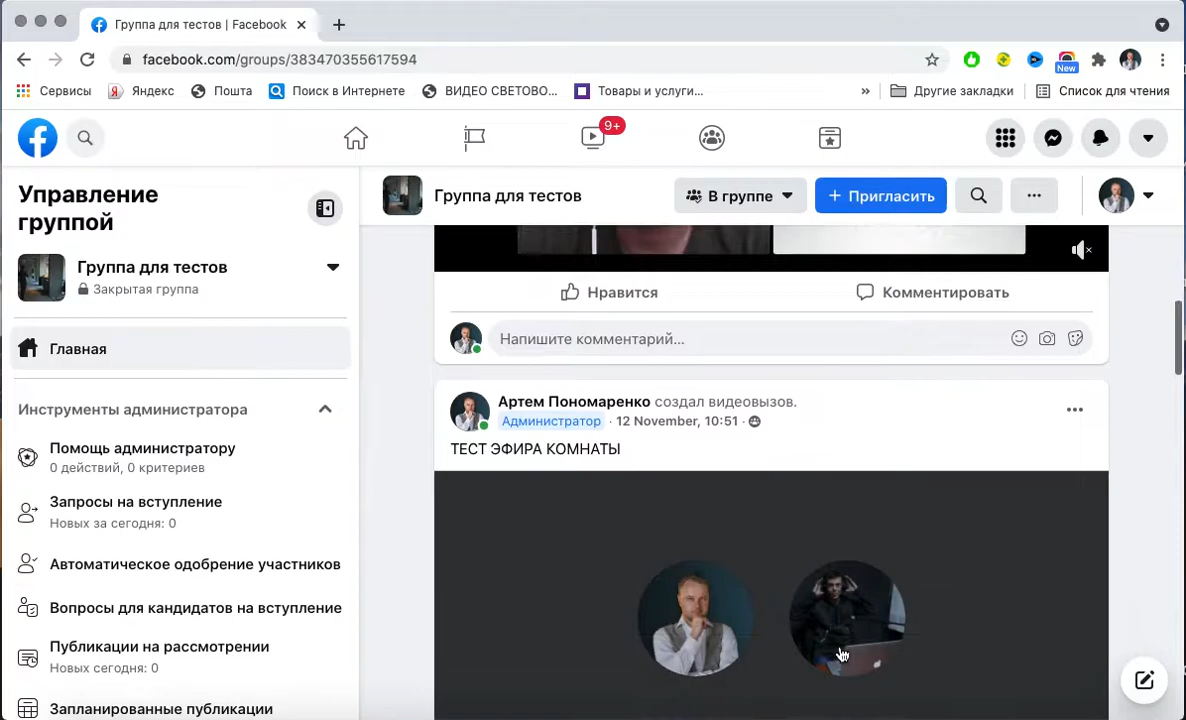 Группа для тестов | Facebook
facebook.com/groups/383470355617594
New
Сервисы
Яндекс
Почта
Поиск в Интернете
ВИДЕО СВЕТОВО...
Товары и услуги...
»
Другие закладки
Список для чтения
9+
Управление
группой
Группа для тестов
Закрытая группа
Главная
Инструменты администратора
Помощь администратору
0 действий, 0 критериев
Запросы на вступление
Новых за сегодня: 0
Автоматическое одобрение участников
Вопросы для кандидатов на вступление
Публикации на рассмотрении
Новых сегодня: 0
Запланированные публикации
Группа для тестов
В группе
+ Пригласить
Нравится
Комментировать
Напишите комментарий...
Артем Пономаренко создал видеовызов.
Администратор · 12 November, 10:51 ·
ТЕСТ ЭФИРА КОМНАТЫ